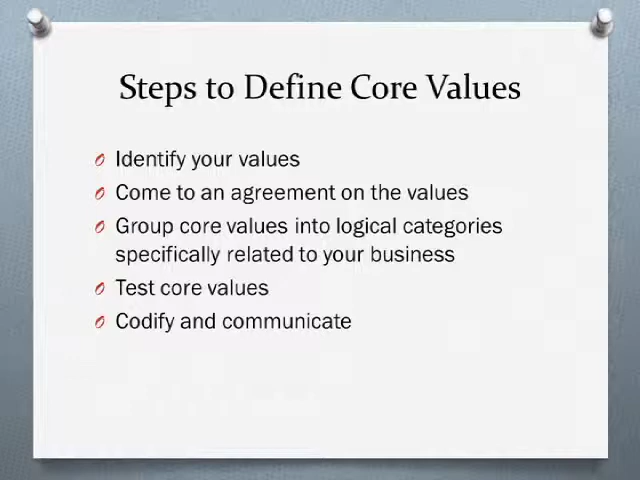 Steps to Define Core Values
Identify your values
Come to an agreement on the values
Group core values into logical categories
specifically related to your business
Test core values
Codify and communicate